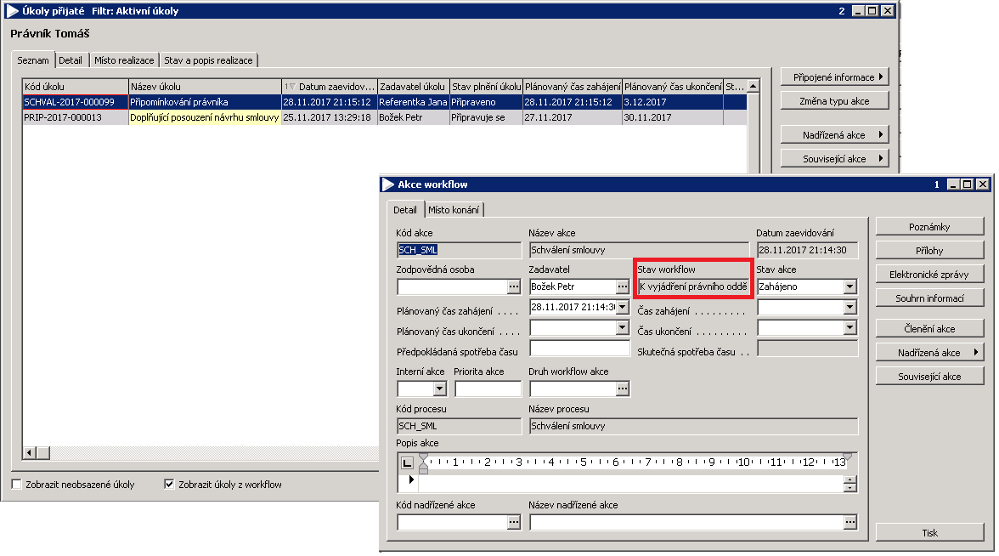 Úkoly přijaté Filtr: Aktivní úkoly 2
Právník Tomáš
Seznam Detail Místo realizace Stav a popis realizace
Kód úkolu Název úkolu 1 Datum zaevidov... Zadavatel úkolu Stav plnění úkolu Plánovaný čas zahájení Plánovaný čas ukončení St...
SCHVAL-2017-000099 Připomínkování právníka 28.11.2017 21:15:12 Referentka Jana Připraveno 28.11.2017 21:15:12 3.12.2017
PRIP-2017-000013 Doplňující posouzení návrhu smlouvy 25.11.2017 13:29:18 Božek Petr Připravuje se 27.11.2017 30.11.2017
Připojené informace
Změna typu akce
Nadřízená akce
Související akce
Zobrazit neobsazené úkoly Zobrazit úkoly z workflow
Akce workflow 1
Detail Místo konání
Kód akce Název akce Datum zaevidování
SCH_SML Schválení smlouvy 28.11.2017 21:14:30
Zodpovědná osoba Zadavatel Stav workflow Stav akce
Božek Petr K vyjádření právního oddě Zahájeno
Plánovaný čas zahájení . . . . 28.11.2017 21:14:3 Čas zahájení . . . . . . . . .
Plánovaný čas ukončení . . . . Čas ukončení . . . . . . . . .
Předpokládaná spotřeba času Skutečná spotřeba času . .
Interní akce Priorita akce Druh workflow akce
Kód procesu Název procesu
SCH_SML Schválení smlouvy
Popis akce
L 1 2 3 4 5 6 7 8 9 10 11 12 13
Kód nadřízené akce Název nadřízené akce
Poznámky
Přílohy
Elektronické zprávy
Souhrn informací
Členění akce
Nadřízená akce
Související akce
Tisk